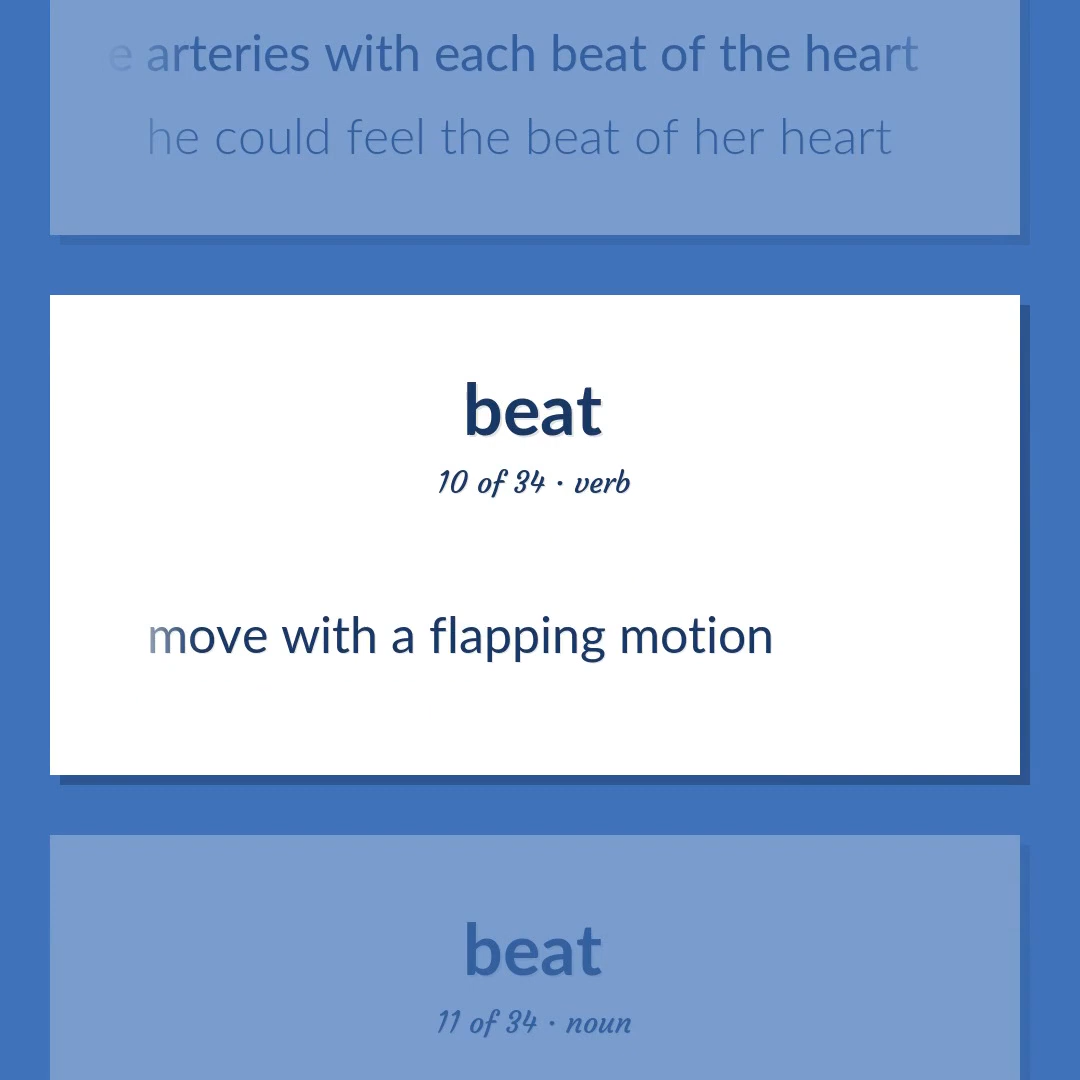 e arteries with each beat of the heart
he could feel the beat of her heart
beat
10 of 34 · verb
move with a flapping motion
beat
11 of 34 · noun